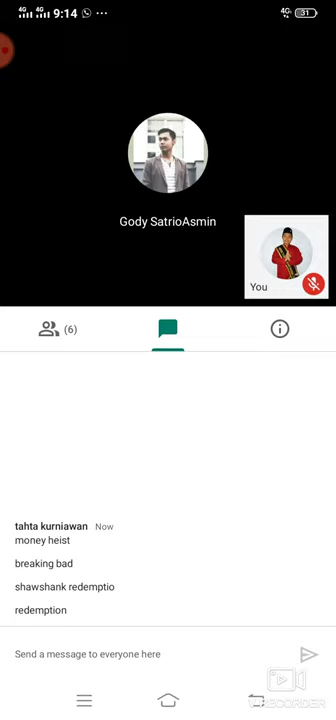 4G 4G 9:14 4G 31
Gody SatrioAsmin
You
(6)
tahta kurniawan Now
money heist
breaking bad
shawshank redemptio
redemption
Send a message to everyone here
VRECORDER